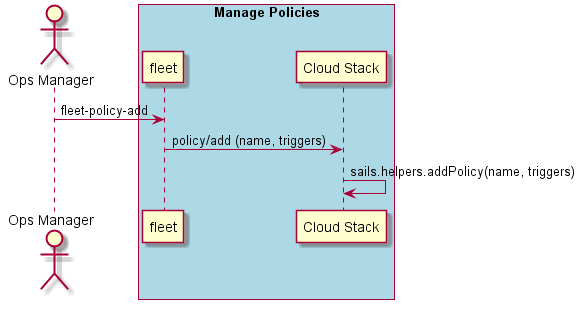 Manage Policies
Ops Manager
fleet
Cloud Stack
fleet-policy-add
policy/add (name, triggers)
sails.helpers.addPolicy(name, triggers)
Ops Manager
fleet
Cloud Stack